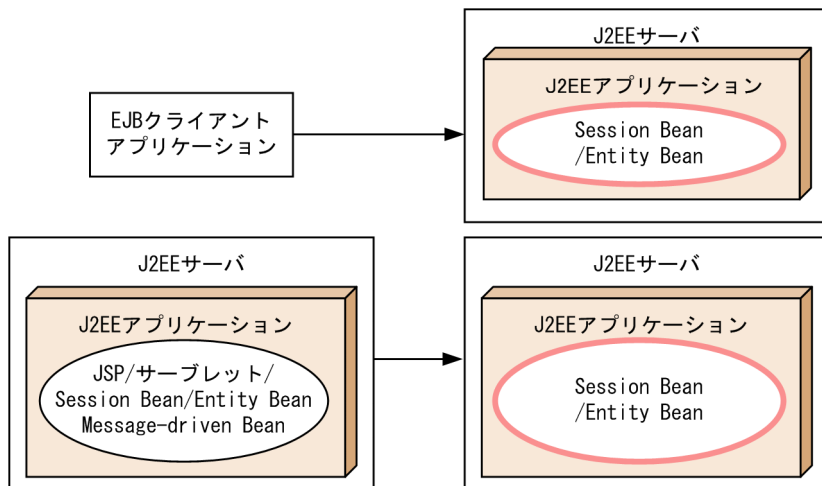 J2EEサーバ
J2EEアプリケーション
EJBクライアント
アプリケーション
Session Bean
/Entity Bean
J2EEサーバ
J2EEアプリケーション
JSP/サーブレット/
Session Bean/Entity Bean
Message-driven Bean
J2EEサーバ
J2EEアプリケーション
Session Bean
/Entity Bean